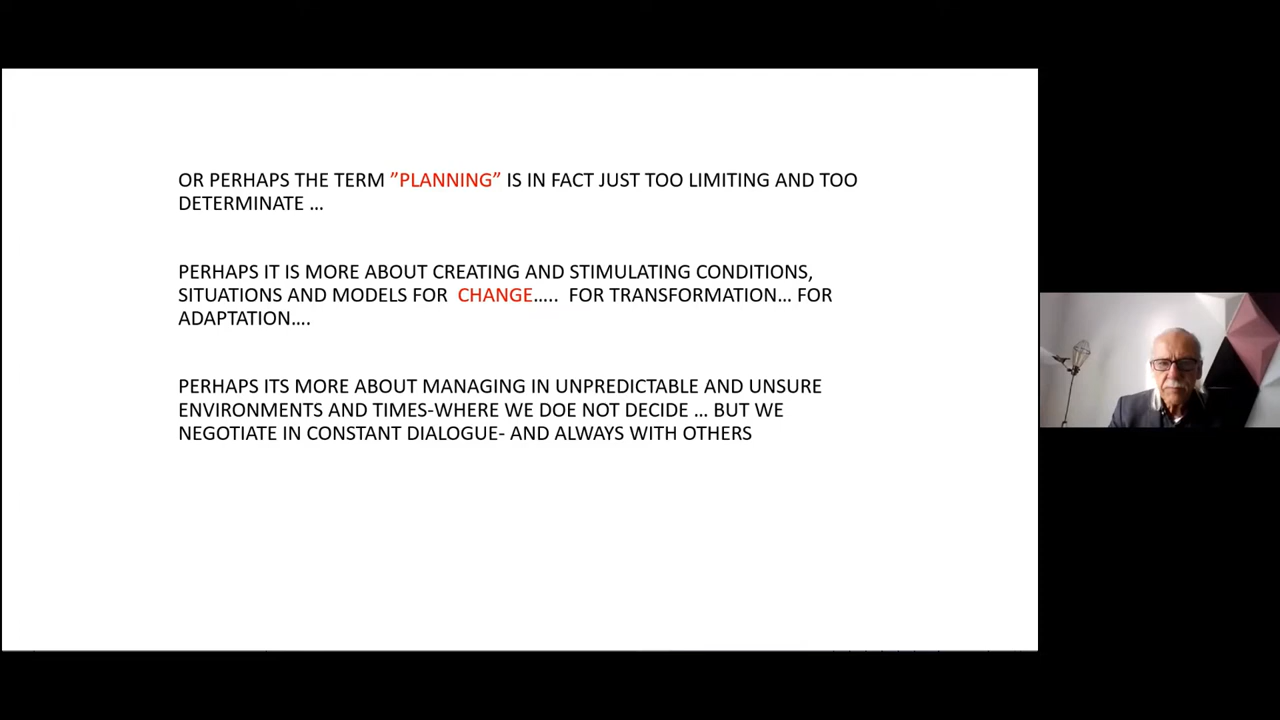 OR PERHAPS THE TERM ”PLANNING” IS IN FACT JUST TOO LIMITING AND TOO
DETERMINATE …
PERHAPS IT IS MORE ABOUT CREATING AND STIMULATING CONDITIONS,
SITUATIONS AND MODELS FOR CHANGE….. FOR TRANSFORMATION… FOR
ADAPTATION….
PERHAPS ITS MORE ABOUT MANAGING IN UNPREDICTABLE AND UNSURE
ENVIRONMENTS AND TIMES-WHERE WE DOE NOT DECIDE … BUT WE
NEGOTIATE IN CONSTANT DIALOGUE- AND ALWAYS WITH OTHERS